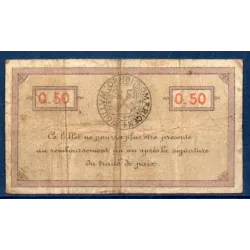 0.50
0.50
Ce billet ne pourra plus être présenté
au remboursement un an après la signature
du traité de paix.